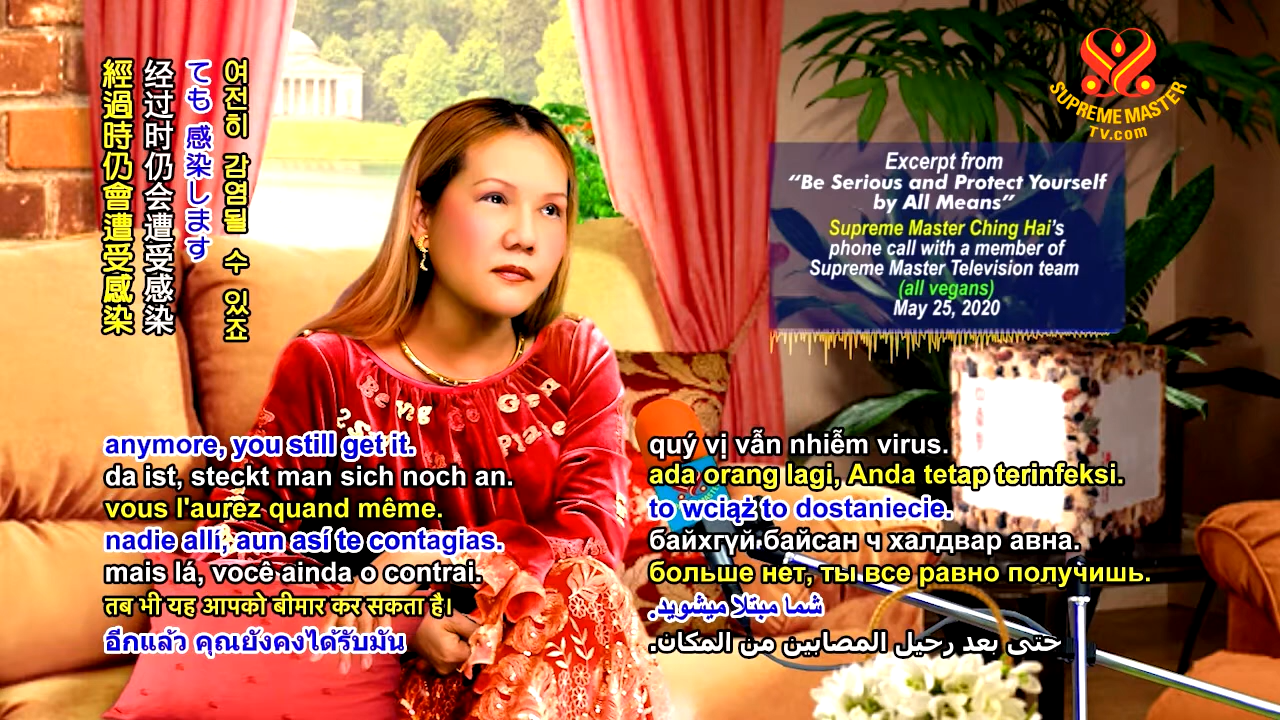 SUPREME MASTER
TV.com
Excerpt from
“Be Serious and Protect Yourself
by All Means”
Supreme Master Ching Hai's
phone call with a member of
Supreme Master Television team
(all vegans)
May 25, 2020
여전히 감염될 수 있죠
ても 感染します
经过时仍会遭受感染
經過時仍會遭受感染
anymore, you still get it.
da ist, steckt man sich noch an.
vous l'aurez quand même.
nadie allí, aun así te contagias.
mais lá, você ainda o contrai.
तब भी यह आपको बीमार कर सकता है।
อีกแล้ว คุณยังคงได้รับมัน
quý vị vẫn nhiễm virus.
ada orang lagi, Anda tetap terinfeksi.
to wciąż to dostaniecie.
байхгүй байсан ч халдвар авна.
больше нет, ты все равно получишь.
شما مبتلا میشوید.
حتى بعد رحيل المصابين من المكان.